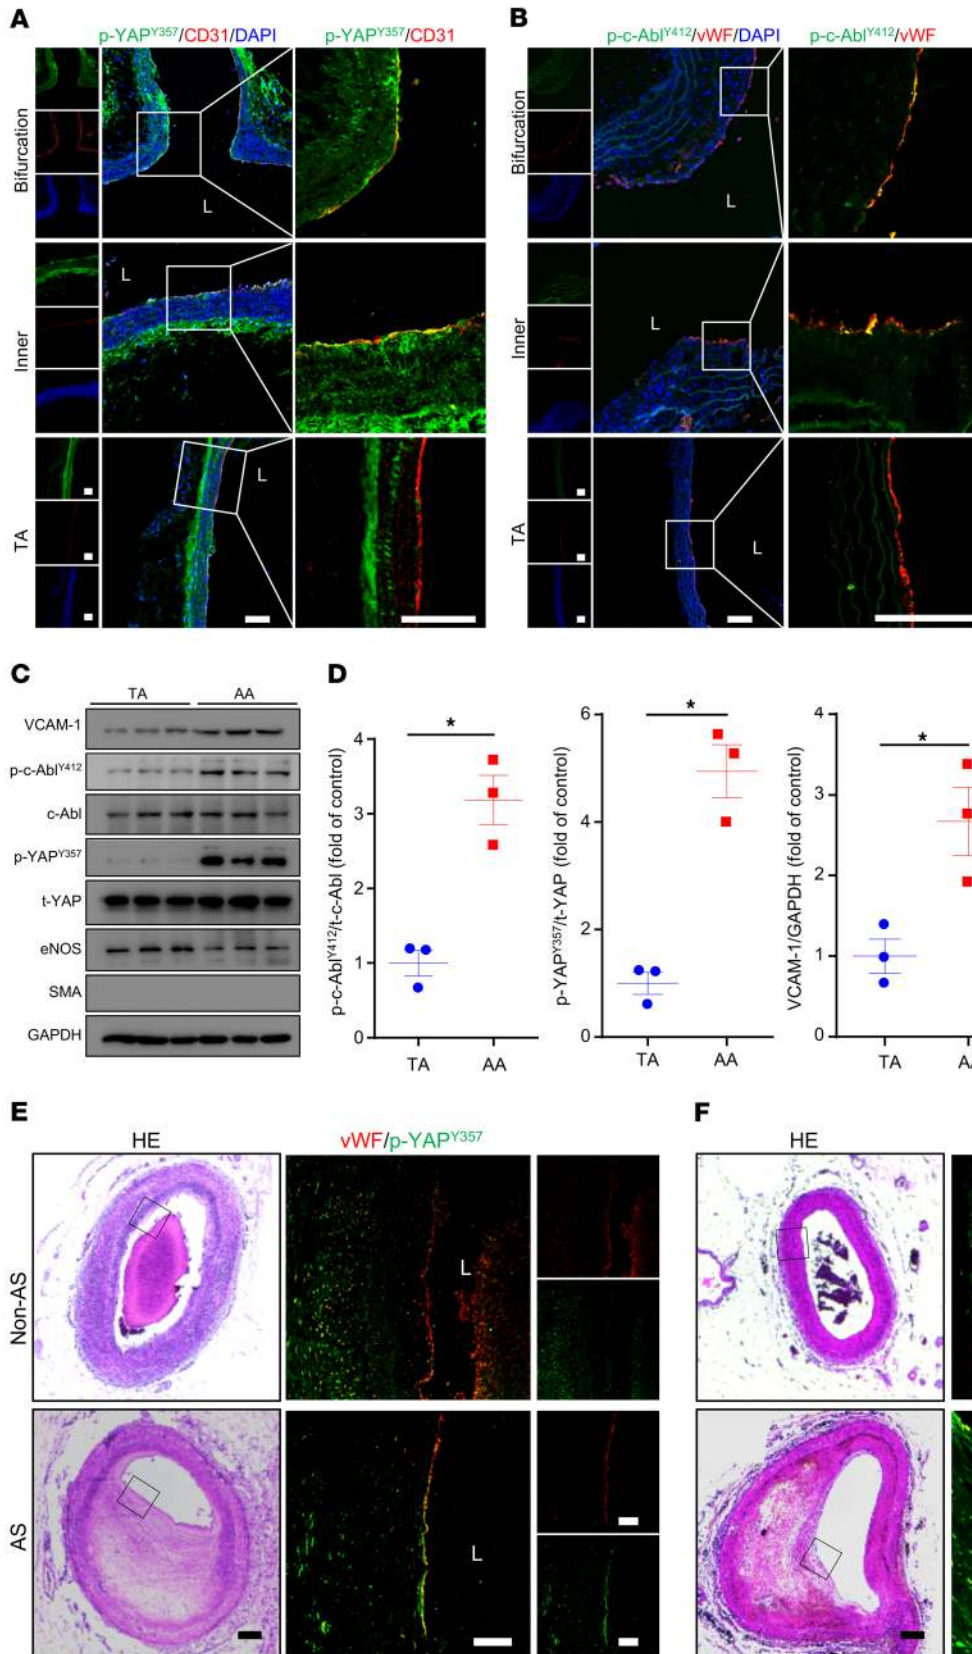 A
p-YAPY357/CD31/DAPI
p-YAPY357/CD31
Bifurcation
L
Inner
L
TA
L
B
p-c-AblY412/vWF/DAPI
p-c-AblY412/vWF
Bifurcation
L
Inner
L
TA
L
C
TA
AA
VCAM-1
p-c-AblY412
c-Abl
p-YAPY357
t-YAP
eNOS
SMA
GAPDH
D
p-c-AblY412/t-c-Abl (fold of control)
4
3
2
1
0
*
TA
AA
p-YAPY357/t-YAP (fold of control)
6
4
2
0
*
TA
AA
VCAM-1/GAPDH (fold of control)
4
3
2
1
0
*
TA
E
HE
vWF/p-YAPY357
Non-AS
L
AS
L
F
HE